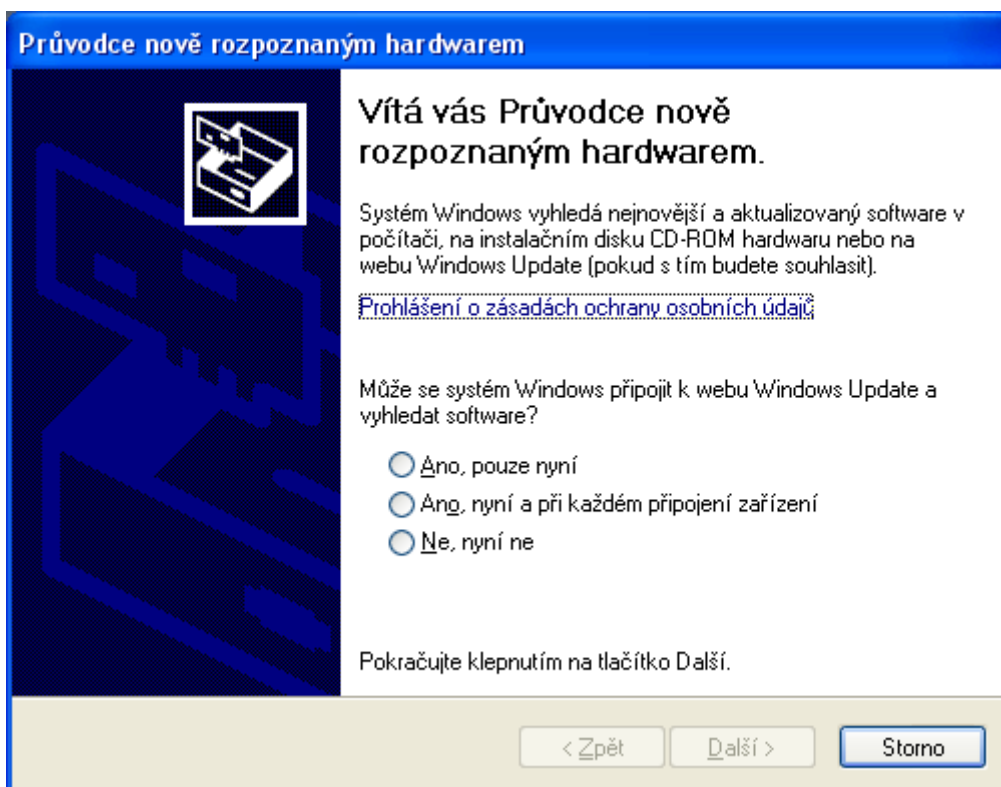 Průvodce nově rozpoznaným hardwarem
Vítá vás Průvodce nově
rozpoznaným hardwarem.
Systém Windows vyhledá nejnovější a aktualizovaný software v
počítači, na instalačním disku CD-ROM hardwaru nebo na
webu Windows Update (pokud s tím budete souhlasit).
Prohlášení o zásadách ochrany osobních údajů
Může se systém Windows připojit k webu Windows Update a
vyhledat software?
Ano, pouze nyní
Ano, nyní a při každém připojení zařízení
Ne, nyní ne
Pokračujte klepnutím na tlačítko Další.
< Zpět
Další >
Storno